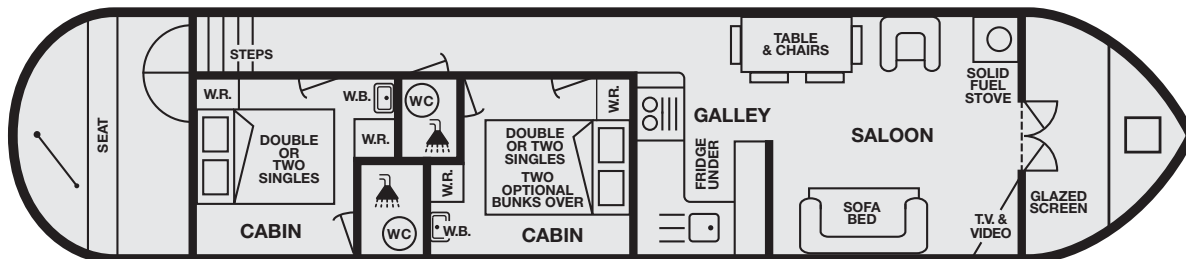 SEAT
STEPS
W.R.
DOUBLE
OR
TWO
SINGLES
CABIN
W.B.
W.R.
WC
WC
W.R.
W.B.
DOUBLE
OR TWO
SINGLES
TWO
OPTIONAL
BUNKS OVER
W.R.
CABIN
GALLEY
FRIDGE
UNDER
TABLE
& CHAIRS
SALOON
SOFA
BED
SOLID
FUEL
STOVE
T.V. &
VIDEO
GLAZED
SCREEN